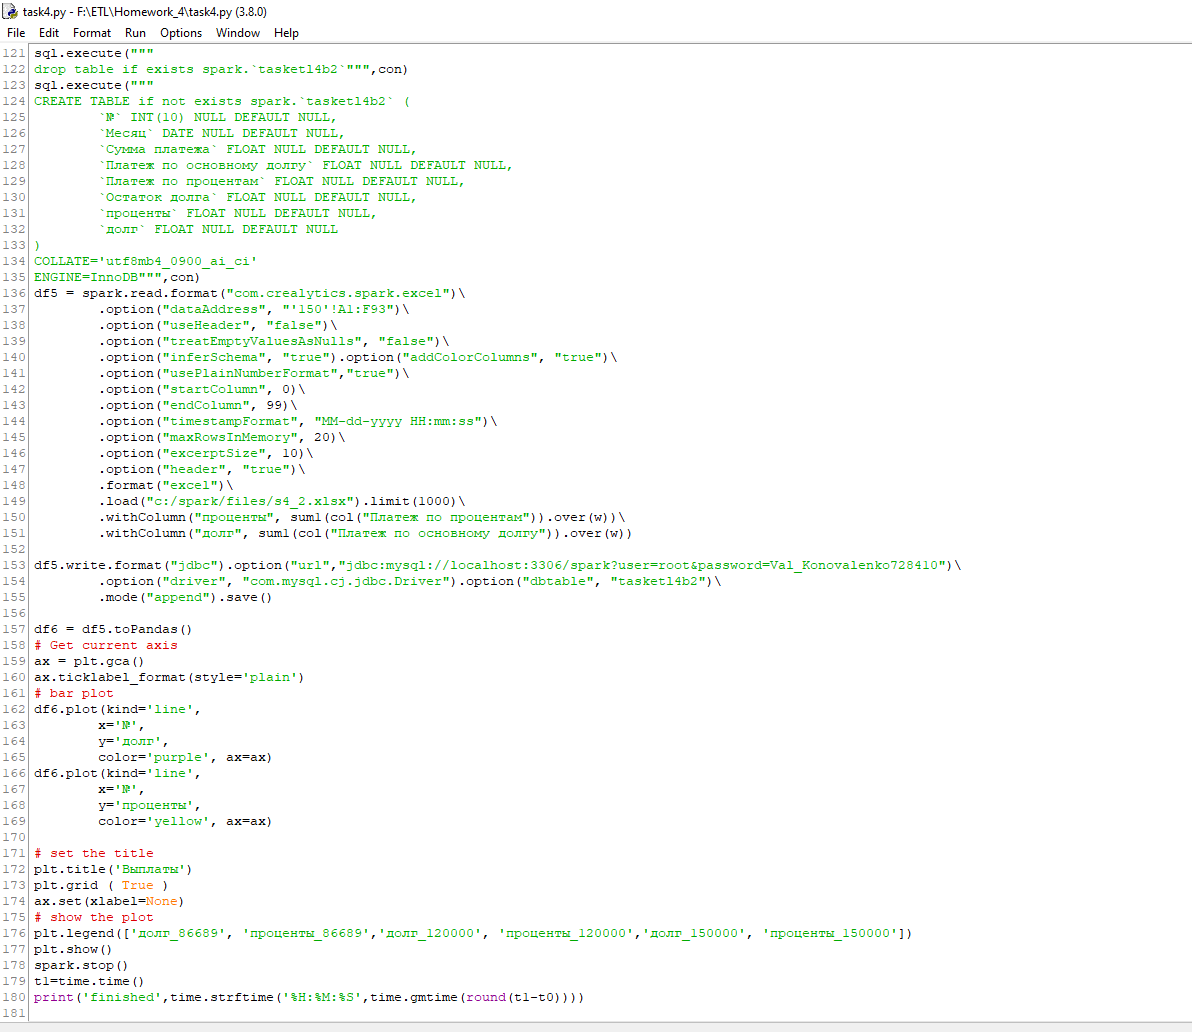 task4.py - F:\ETL\Homework_4\task4.py (3.8.0)
File Edit Format Run Options Window Help
121 sql.execute("""
122 drop table if exists spark.`tasketl4b2`""",con)
123 sql.execute("""
124 CREATE TABLE if not exists spark.`tasketl4b2` (
125         `№` INT(10) NULL DEFAULT NULL,
126         `Месяц` DATE NULL DEFAULT NULL,
127         `Сумма платежа` FLOAT NULL DEFAULT NULL,
128         `Платеж по основному долгу` FLOAT NULL DEFAULT NULL,
129         `Платеж по процентам` FLOAT NULL DEFAULT NULL,
130         `Остаток долга` FLOAT NULL DEFAULT NULL,
131         `проценты` FLOAT NULL DEFAULT NULL,
132         `долг` FLOAT NULL DEFAULT NULL
133 )
134 COLLATE='utf8mb4_0900_ai_ci'
135 ENGINE=InnoDB""",con)
136 df5 = spark.read.format("com.crealytics.spark.excel")\
137         .option("dataAddress", "'150'!A1:F93")\
138         .option("useHeader", "false")\
139         .option("treatEmptyValuesAsNulls", "false")\
140         .option("inferSchema", "true").option("addColorColumns", "true")\
141         .option("usePlainNumberFormat","true")\
142         .option("startColumn", 0)\
143         .option("endColumn", 99)\
144         .option("timestampFormat", "MM-dd-yyyy HH:mm:ss")\
145         .option("maxRowsInMemory", 20)\
146         .option("excerptSize", 10)\
147         .option("header", "true")\
148         .format("excel")\
149         .load("c:/spark/files/s4_2.xlsx").limit(1000)\
150         .withColumn("проценты", sum1(col("Платеж по процентам")).over(w))\
151         .withColumn("долг", sum1(col("Платеж по основному долгу")).over(w))
152
153 df5.write.format("jdbc").option("url","jdbc:mysql://localhost:3306/spark?user=root&password=Val_Konovalenko728410")\
154         .option("driver", "com.mysql.cj.jdbc.Driver").option("dbtable", "tasketl4b2")\
155         .mode("append").save()
156
157 df6 = df5.toPandas()
158 # Get current axis
159 ax = plt.gca()
160 ax.ticklabel_format(style='plain')
161 # bar plot
162 df6.plot(kind='line',
163         x='№',
164         y='долг',
165         color='purple', ax=ax)
166 df6.plot(kind='line',
167         x='№',
168         y='проценты',
169         color='yellow', ax=ax)
170
171 # set the title
172 plt.title('Выплаты')
173 plt.grid ( True )
174 ax.set(xlabel=None)
175 # show the plot
176 plt.legend(['долг_86689', 'проценты_86689','долг_120000', 'проценты_120000','долг_150000', 'проценты_150000'])
177 plt.show()
178 spark.stop()
179 t1=time.time()
180 print('finished',time.strftime('%H:%M:%S',time.gmtime(round(t1-t0))))
181